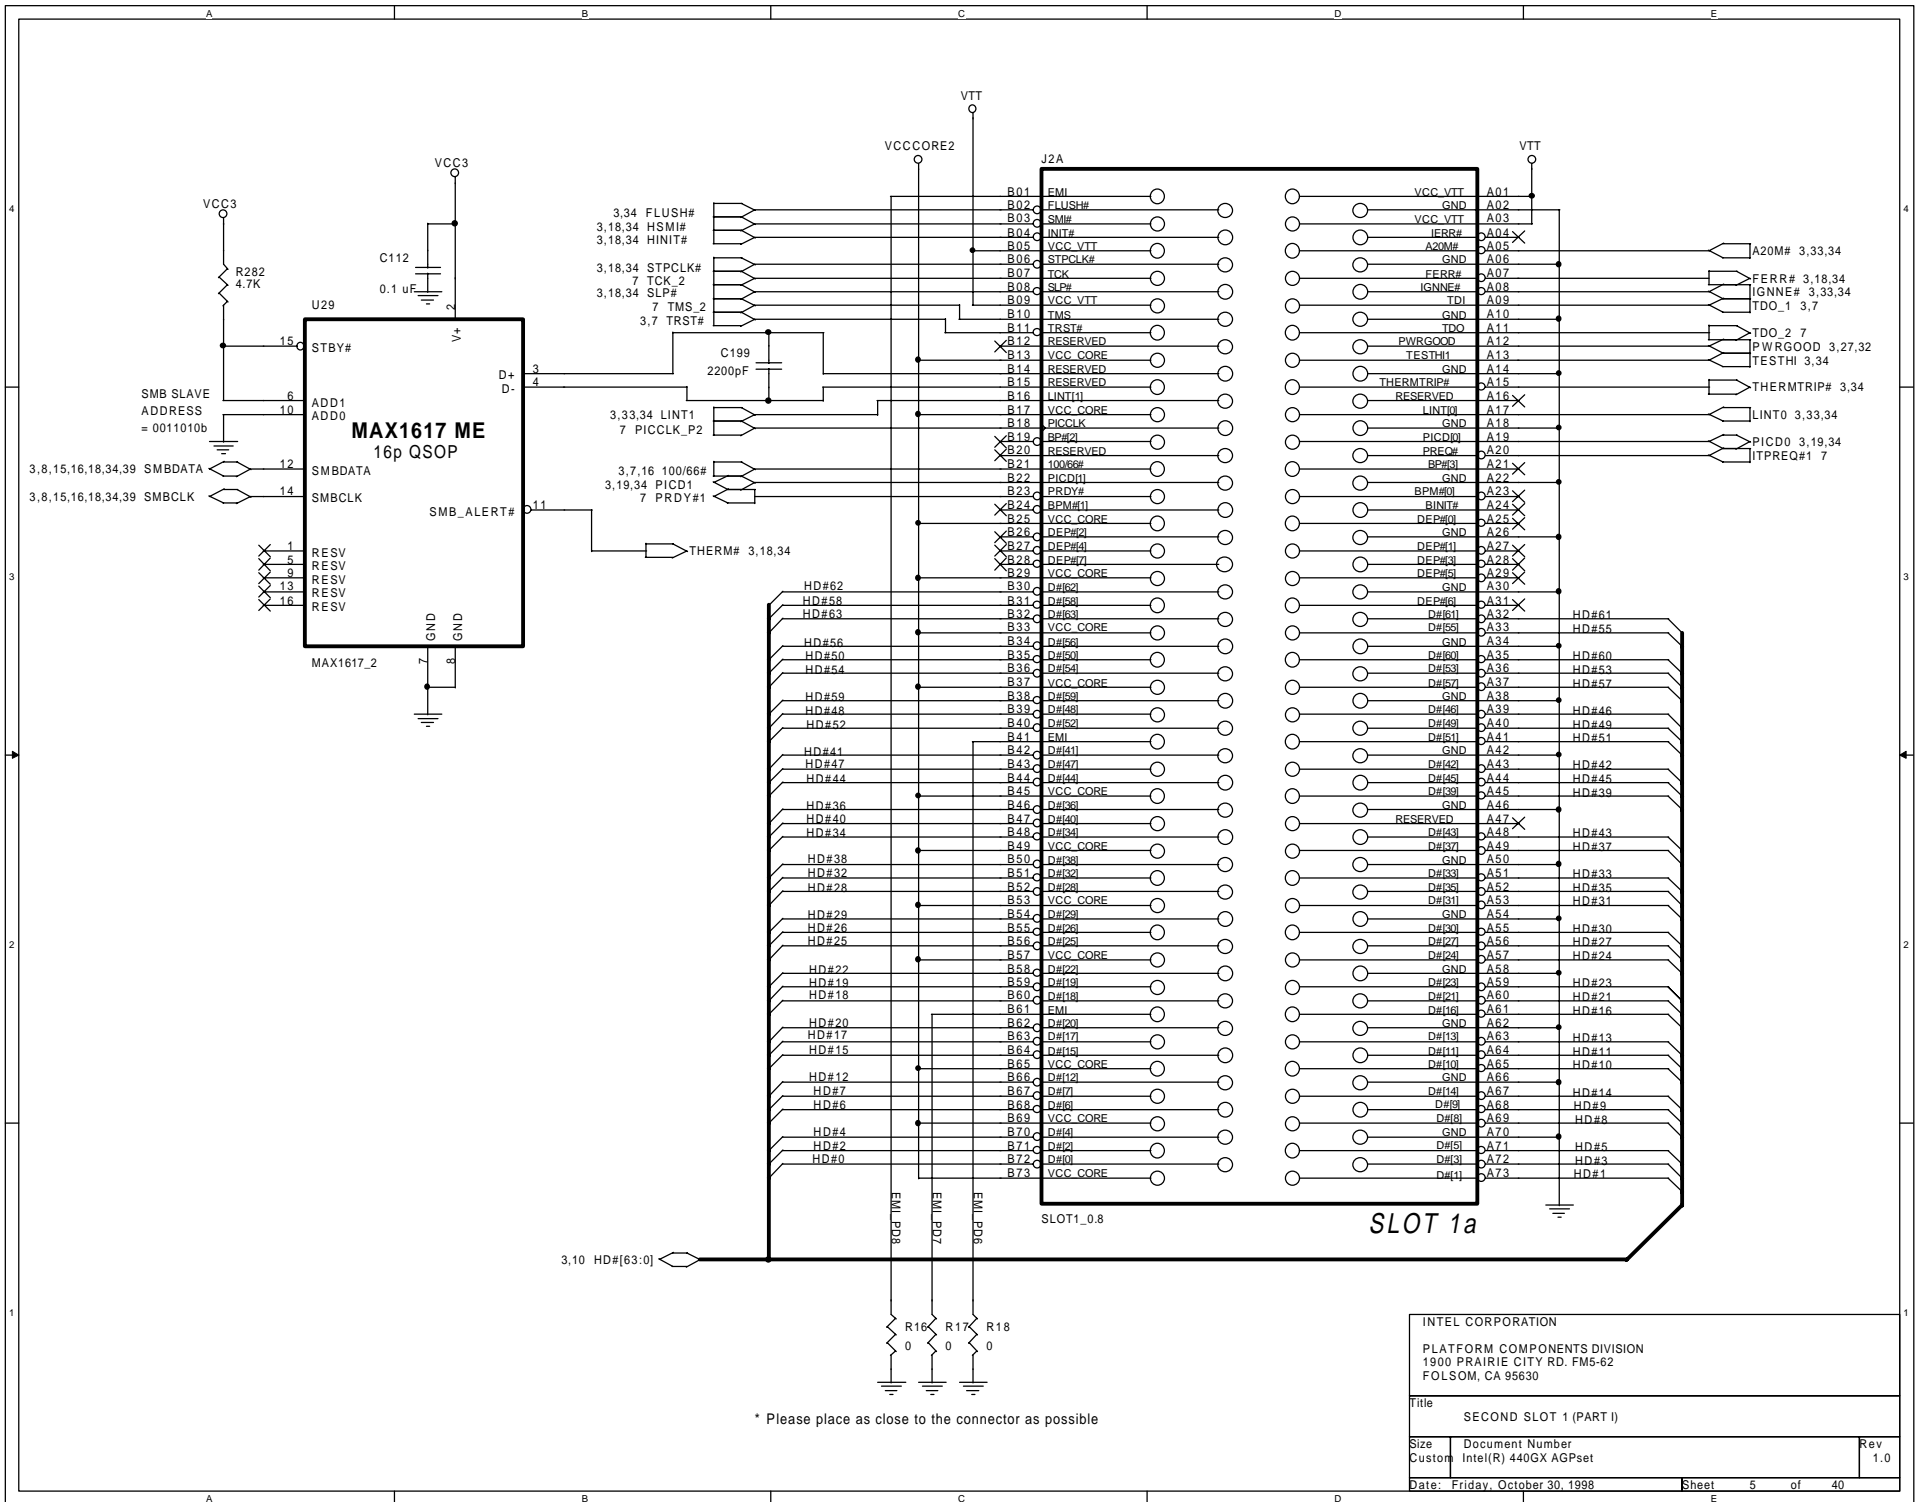 A B C D E
VTT
VCCCORE2
VTT
J2A
VCC3
VCC3
R282
4.7K
C112
0.1 uF
U29
2
V+
15 STBY#
6 ADD1
10 ADD0
SMB SLAVE
ADDRESS
= 0011010b
MAX1617 ME
16p QSOP
D+ 3
D- 4
3,8,15,16,18,34,39 SMBDATA 12 SMBDATA
3,8,15,16,18,34,39 SMBCLK 14 SMBCLK
SMB_ALERT# 11
THERM# 3,18,34
1 RESV
5 RESV
9 RESV
13 RESV
16 RESV
GND GND
7 8
MAX1617_2
C199
2200pF
3,34 FLUSH#
3,18,34 HSMI#
3,18,34 HINIT#
3,18,34 STPCLK#
7 TCK_2
3,18,34 SLP#
7 TMS_2
3,7 TRST#
3,33,34 LINT1
7 PICCLK_P2
3,7,16 100/66#
3,19,34 PICD1
7 PRDY#1
B01 EMI VCC_VTT A01
B02 FLUSH# GND A02
B03 SMI# VCC_VTT A03
B04 INIT# IERR# A04
B05 VCC_VTT A20M# A05 A20M# 3,33,34
B06 STPCLK# GND A06
B07 TCK FERR# A07 FERR# 3,18,34
B08 SLP# IGNNE# A08 IGNNE# 3,33,34
B09 VCC_VTT TDI A09 TDO_1 3,7
B10 TMS GND A10
B11 TRST# TDO A11 TDO_2 7
B12 RESERVED PWRGOOD A12 PWRGOOD 3,27,32
B13 VCC_CORE TESTHI1 A13 TESTHI 3,34
B14 RESERVED GND A14
B15 RESERVED THERMTRIP# A15 THERMTRIP# 3,34
B16 LINT[1] RESERVED A16
B17 VCC_CORE LINT[0] A17 LINT0 3,33,34
B18 PICCLK GND A18
B19 BP#[2] PICD[0] A19 PICD0 3,19,34
B20 RESERVED PREQ# A20 ITPREQ#1 7
B21 100/66# BP#[3] A21
B22 PICD[1] GND A22
B23 PRDY# BPM#[0] A23
B24 BPM#[1] BINIT# A24
B25 VCC_CORE DEP#[0] A25
B26 DEP#[2] GND A26
B27 DEP#[4] DEP#[1] A27
B28 DEP#[7] DEP#[3] A28
B29 VCC_CORE DEP#[5] A29
HD#62 B30 D#[62] GND A30
HD#58 B31 D#[58] DEP#[6] A31
HD#63 B32 D#[63] D#[61] A32 HD#61
B33 VCC_CORE D#[55] A33 HD#55
HD#56 B34 D#[56] GND A34
HD#50 B35 D#[50] D#[60] A35 HD#60
HD#54 B36 D#[54] D#[53] A36 HD#53
B37 VCC_CORE D#[57] A37 HD#57
HD#59 B38 D#[59] GND A38
HD#48 B39 D#[48] D#[46] A39 HD#46
HD#52 B40 D#[52] D#[49] A40 HD#49
B41 EMI D#[51] A41 HD#51
HD#41 B42 D#[41] GND A42
HD#47 B43 D#[47] D#[42] A43 HD#42
HD#44 B44 D#[44] D#[45] A44 HD#45
B45 VCC_CORE D#[39] A45 HD#39
HD#36 B46 D#[36] GND A46
HD#40 B47 D#[40] RESERVED A47
HD#34 B48 D#[34] D#[43] A48 HD#43
B49 VCC_CORE D#[37] A49 HD#37
HD#38 B50 D#[38] GND A50
HD#32 B51 D#[32] D#[33] A51 HD#33
HD#28 B52 D#[28] D#[35] A52 HD#35
B53 VCC_CORE D#[31] A53 HD#31
HD#29 B54 D#[29] GND A54
HD#26 B55 D#[26] D#[30] A55 HD#30
HD#25 B56 D#[25] D#[27] A56 HD#27
B57 VCC_CORE D#[24] A57 HD#24
HD#22 B58 D#[22] GND A58
HD#19 B59 D#[19] D#[23] A59 HD#23
HD#18 B60 D#[18] D#[21] A60 HD#21
B61 EMI D#[16] A61 HD#16
HD#20 B62 D#[20] GND A62
HD#17 B63 D#[17] D#[13] A63 HD#13
HD#15 B64 D#[15] D#[11] A64 HD#11
B65 VCC_CORE D#[10] A65 HD#10
HD#12 B66 D#[12] GND A66
HD#7 B67 D#[7] D#[14] A67 HD#14
HD#6 B68 D#[6] D#[9] A68 HD#9
B69 VCC_CORE D#[8] A69 HD#8
HD#4 B70 D#[4] GND A70
HD#2 B71 D#[2] D#[5] A71 HD#5
HD#0 B72 D#[0] D#[3] A72 HD#3
B73 VCC_CORE D#[1] A73 HD#1
EMI_PD8 EMI_PD7 EMI_PD6
SLOT1_0.8
SLOT 1a
3,10 HD#[63:0]
R16 R17 R18
0 0 0
* Please place as close to the connector as possible
4 4
3 3
2 2
1 1
INTEL CORPORATION
PLATFORM COMPONENTS DIVISION
1900 PRAIRIE CITY RD. FM5-62
FOLSOM, CA 95630
Title
SECOND SLOT 1 (PART I)
Size Document Number Rev
Custom Intel(R) 440GX AGPset 1.0
Date: Friday, October 30, 1998 Sheet 5 of 40
A B C D E